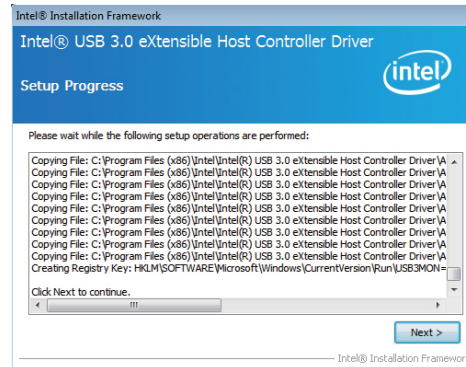 Intel® Installation Framework
Intel® USB 3.0 eXtensible Host Controller Driver
Setup Progress
(intel)
Please wait while the following setup operations are performed:
Copying File: C:\Program Files (x86)\Intel\Intel(R) USB 3.0 eXtensible Host Controller Driver\A
Copying File: C:\Program Files (x86)\Intel\Intel(R) USB 3.0 eXtensible Host Controller Driver\A
Copying File: C:\Program Files (x86)\Intel\Intel(R) USB 3.0 eXtensible Host Controller Driver\A
Copying File: C:\Program Files (x86)\Intel\Intel(R) USB 3.0 eXtensible Host Controller Driver\A
Copying File: C:\Program Files (x86)\Intel\Intel(R) USB 3.0 eXtensible Host Controller Driver\A
Copying File: C:\Program Files (x86)\Intel\Intel(R) USB 3.0 eXtensible Host Controller Driver\A
Copying File: C:\Program Files (x86)\Intel\Intel(R) USB 3.0 eXtensible Host Controller Driver\A
Copying File: C:\Program Files (x86)\Intel\Intel(R) USB 3.0 eXtensible Host Controller Driver\A
Copying File: C:\Program Files (x86)\Intel\Intel(R) USB 3.0 eXtensible Host Controller Driver\A
Creating Registry Key: HKLM\SOFTWARE\Microsoft\Windows\CurrentVersion\Run\USB3MON=
Click Next to continue.
Next >
Intel® Installation Framewor